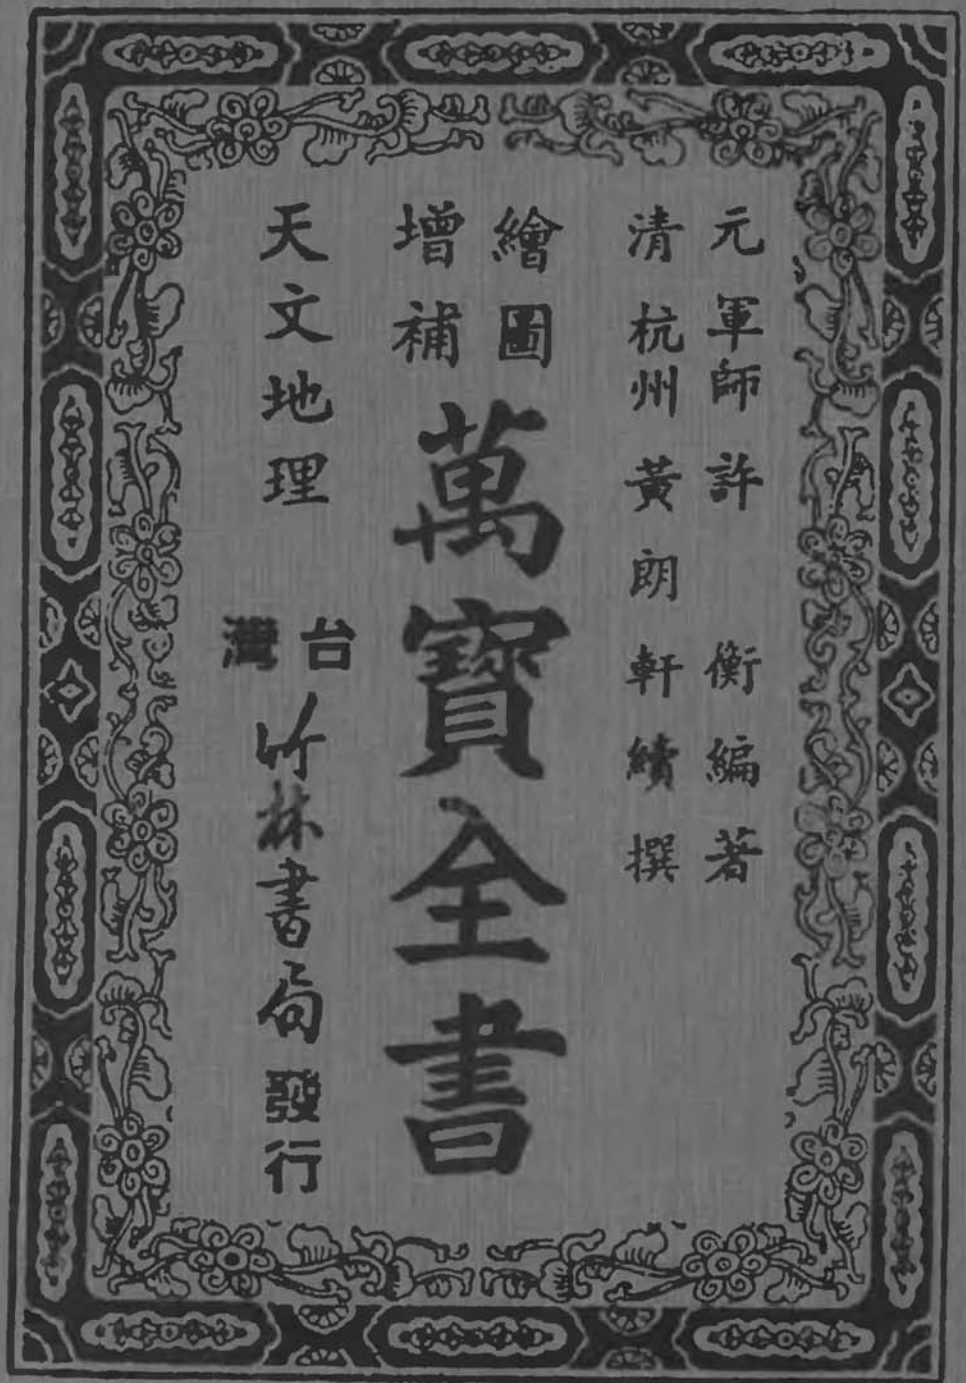 元軍師許衡編著
清杭州黃朗軒續撰
繪圖
增補
萬寶全書
天文地理
台灣
竹林書局發行